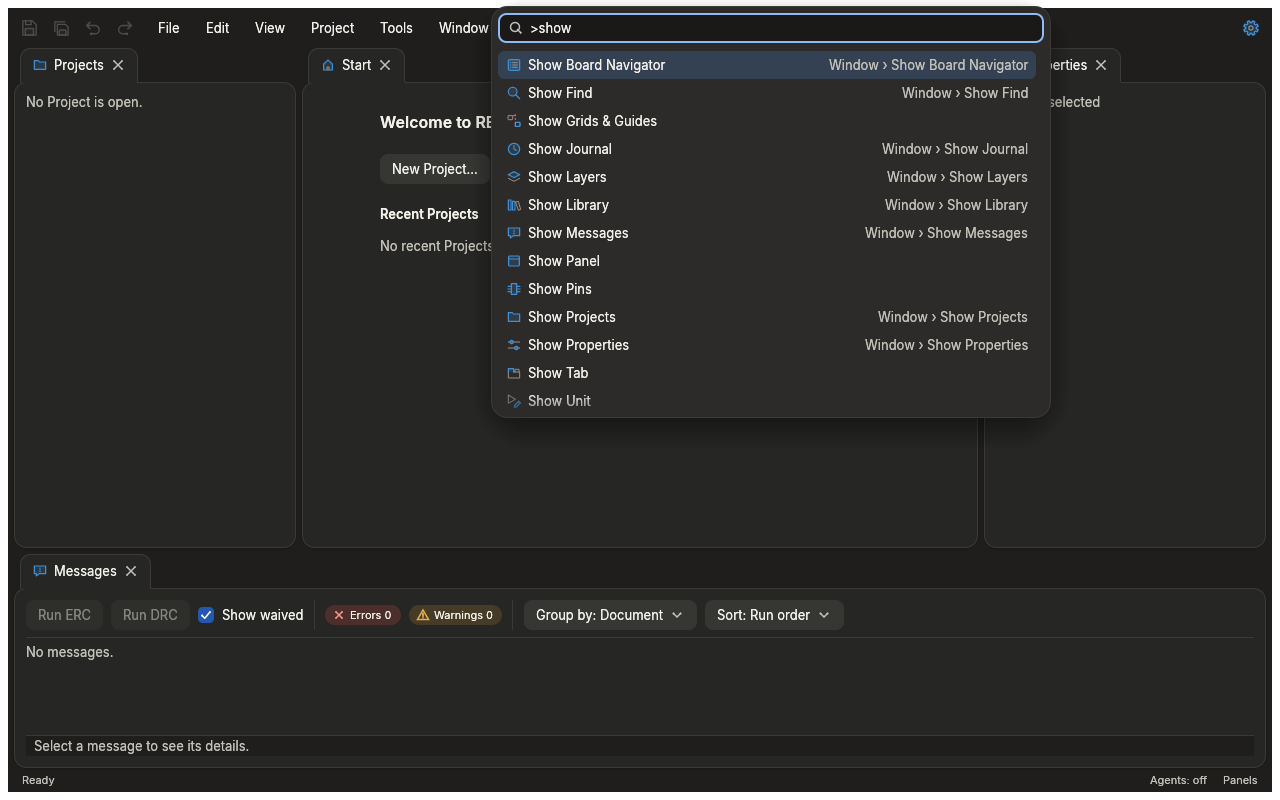 File Edit View Project Tools Window
>show
Projects
Start
erties
No Project is open.
selected
Welcome to RE
New Project...
Recent Projects
No recent Projects
Show Board Navigator Window › Show Board Navigator
Show Find Window › Show Find
Show Grids & Guides
Show Journal Window › Show Journal
Show Layers Window › Show Layers
Show Library Window › Show Library
Show Messages Window › Show Messages
Show Panel
Show Pins
Show Projects Window › Show Projects
Show Properties Window › Show Properties
Show Tab
Show Unit
Messages
Run ERC Run DRC Show waived Errors 0 Warnings 0 Group by: Document Sort: Run order
No messages.
Select a message to see its details.
Ready Agents: off Panels